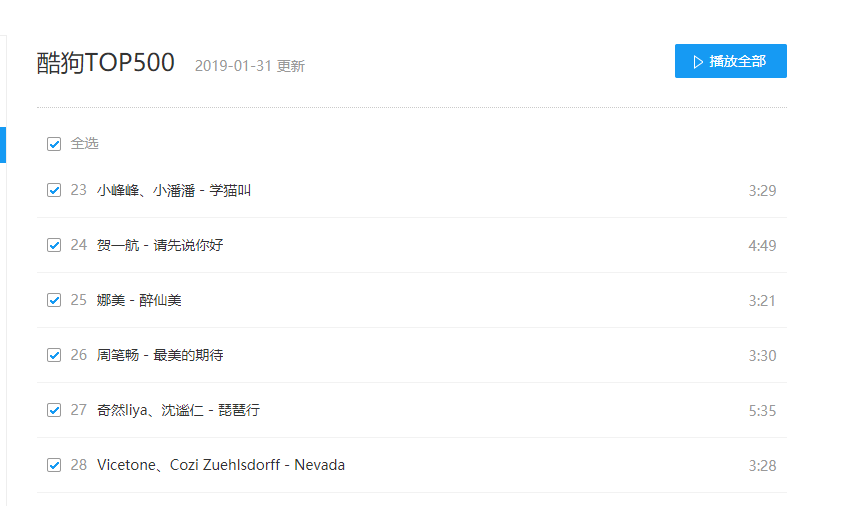 酷狗TOP500 2019-01-31 更新 播放全部
全选
23 小峰峰、小潘潘 - 学猫叫 3:29
24 贺一航 - 请先说你好 4:49
25 娜美 - 醉仙美 3:21
26 周笔畅 - 最美的期待 3:30
27 奇然liya、沈谧仁 - 琵琶行 5:35
28 Vicetone、Cozi Zuehlsdorff - Nevada 3:28